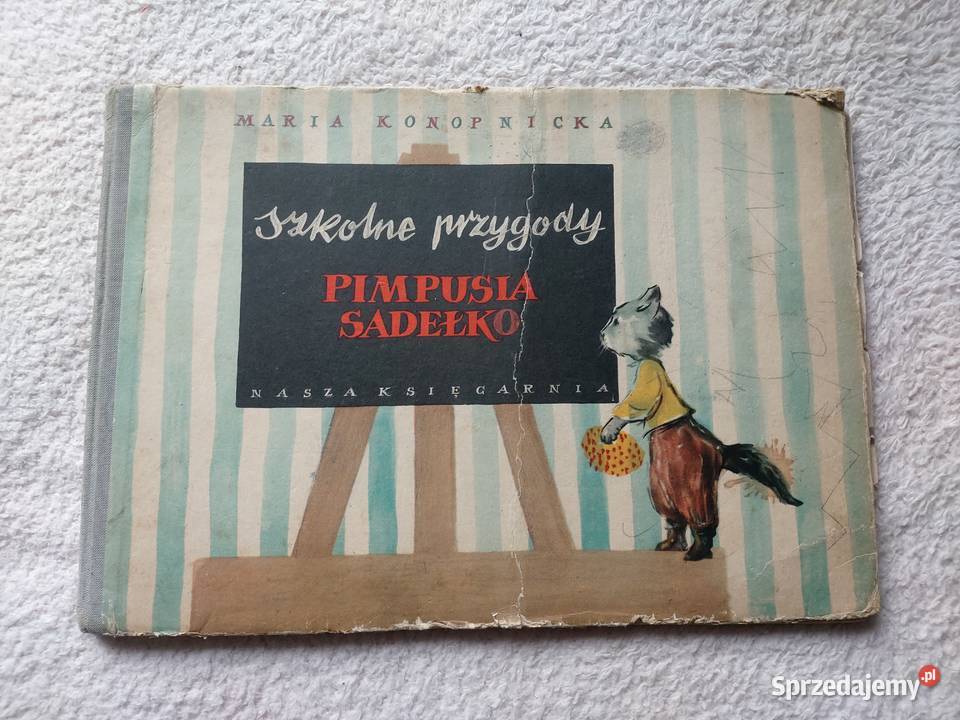 MARIA KONOPNICKA
szkolne przygody
PIMPUSIA
SADEŁKO
NASZA KSIĘGARNIA
Sprzedajemy.pl